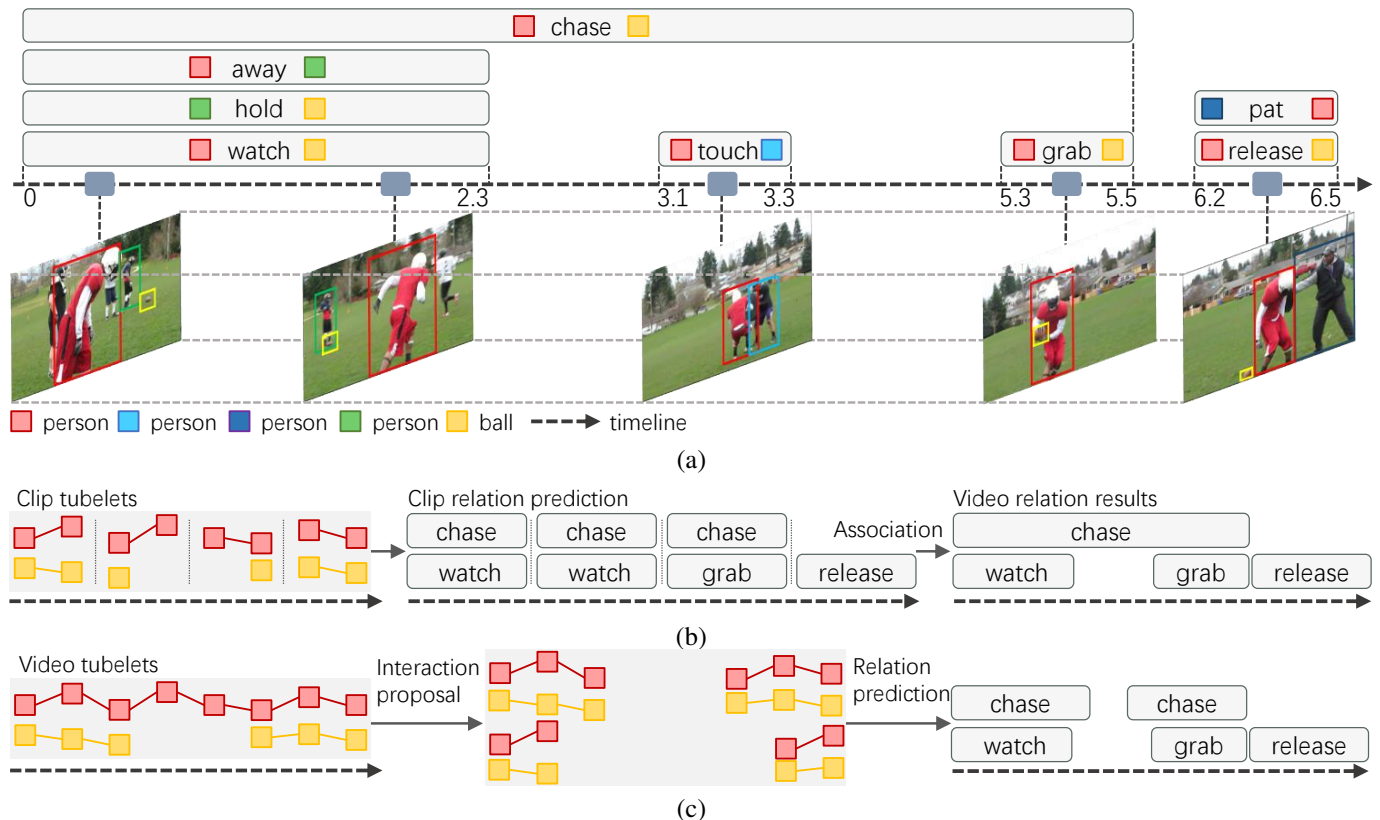 chase
away
hold
pat
watch
touch
grab
release
0
2.3
3.1
3.3
5.3
5.5
6.2
6.5
person
person
person
person
ball
timeline
(a)
Clip tubelets
Clip relation prediction
Video relation results
chase
chase
chase
Association
chase
watch
watch
grab
release
watch
grab
release
(b)
Video tubelets
Interaction
proposal
Relation
prediction
chase
chase
watch
grab
release
(c)